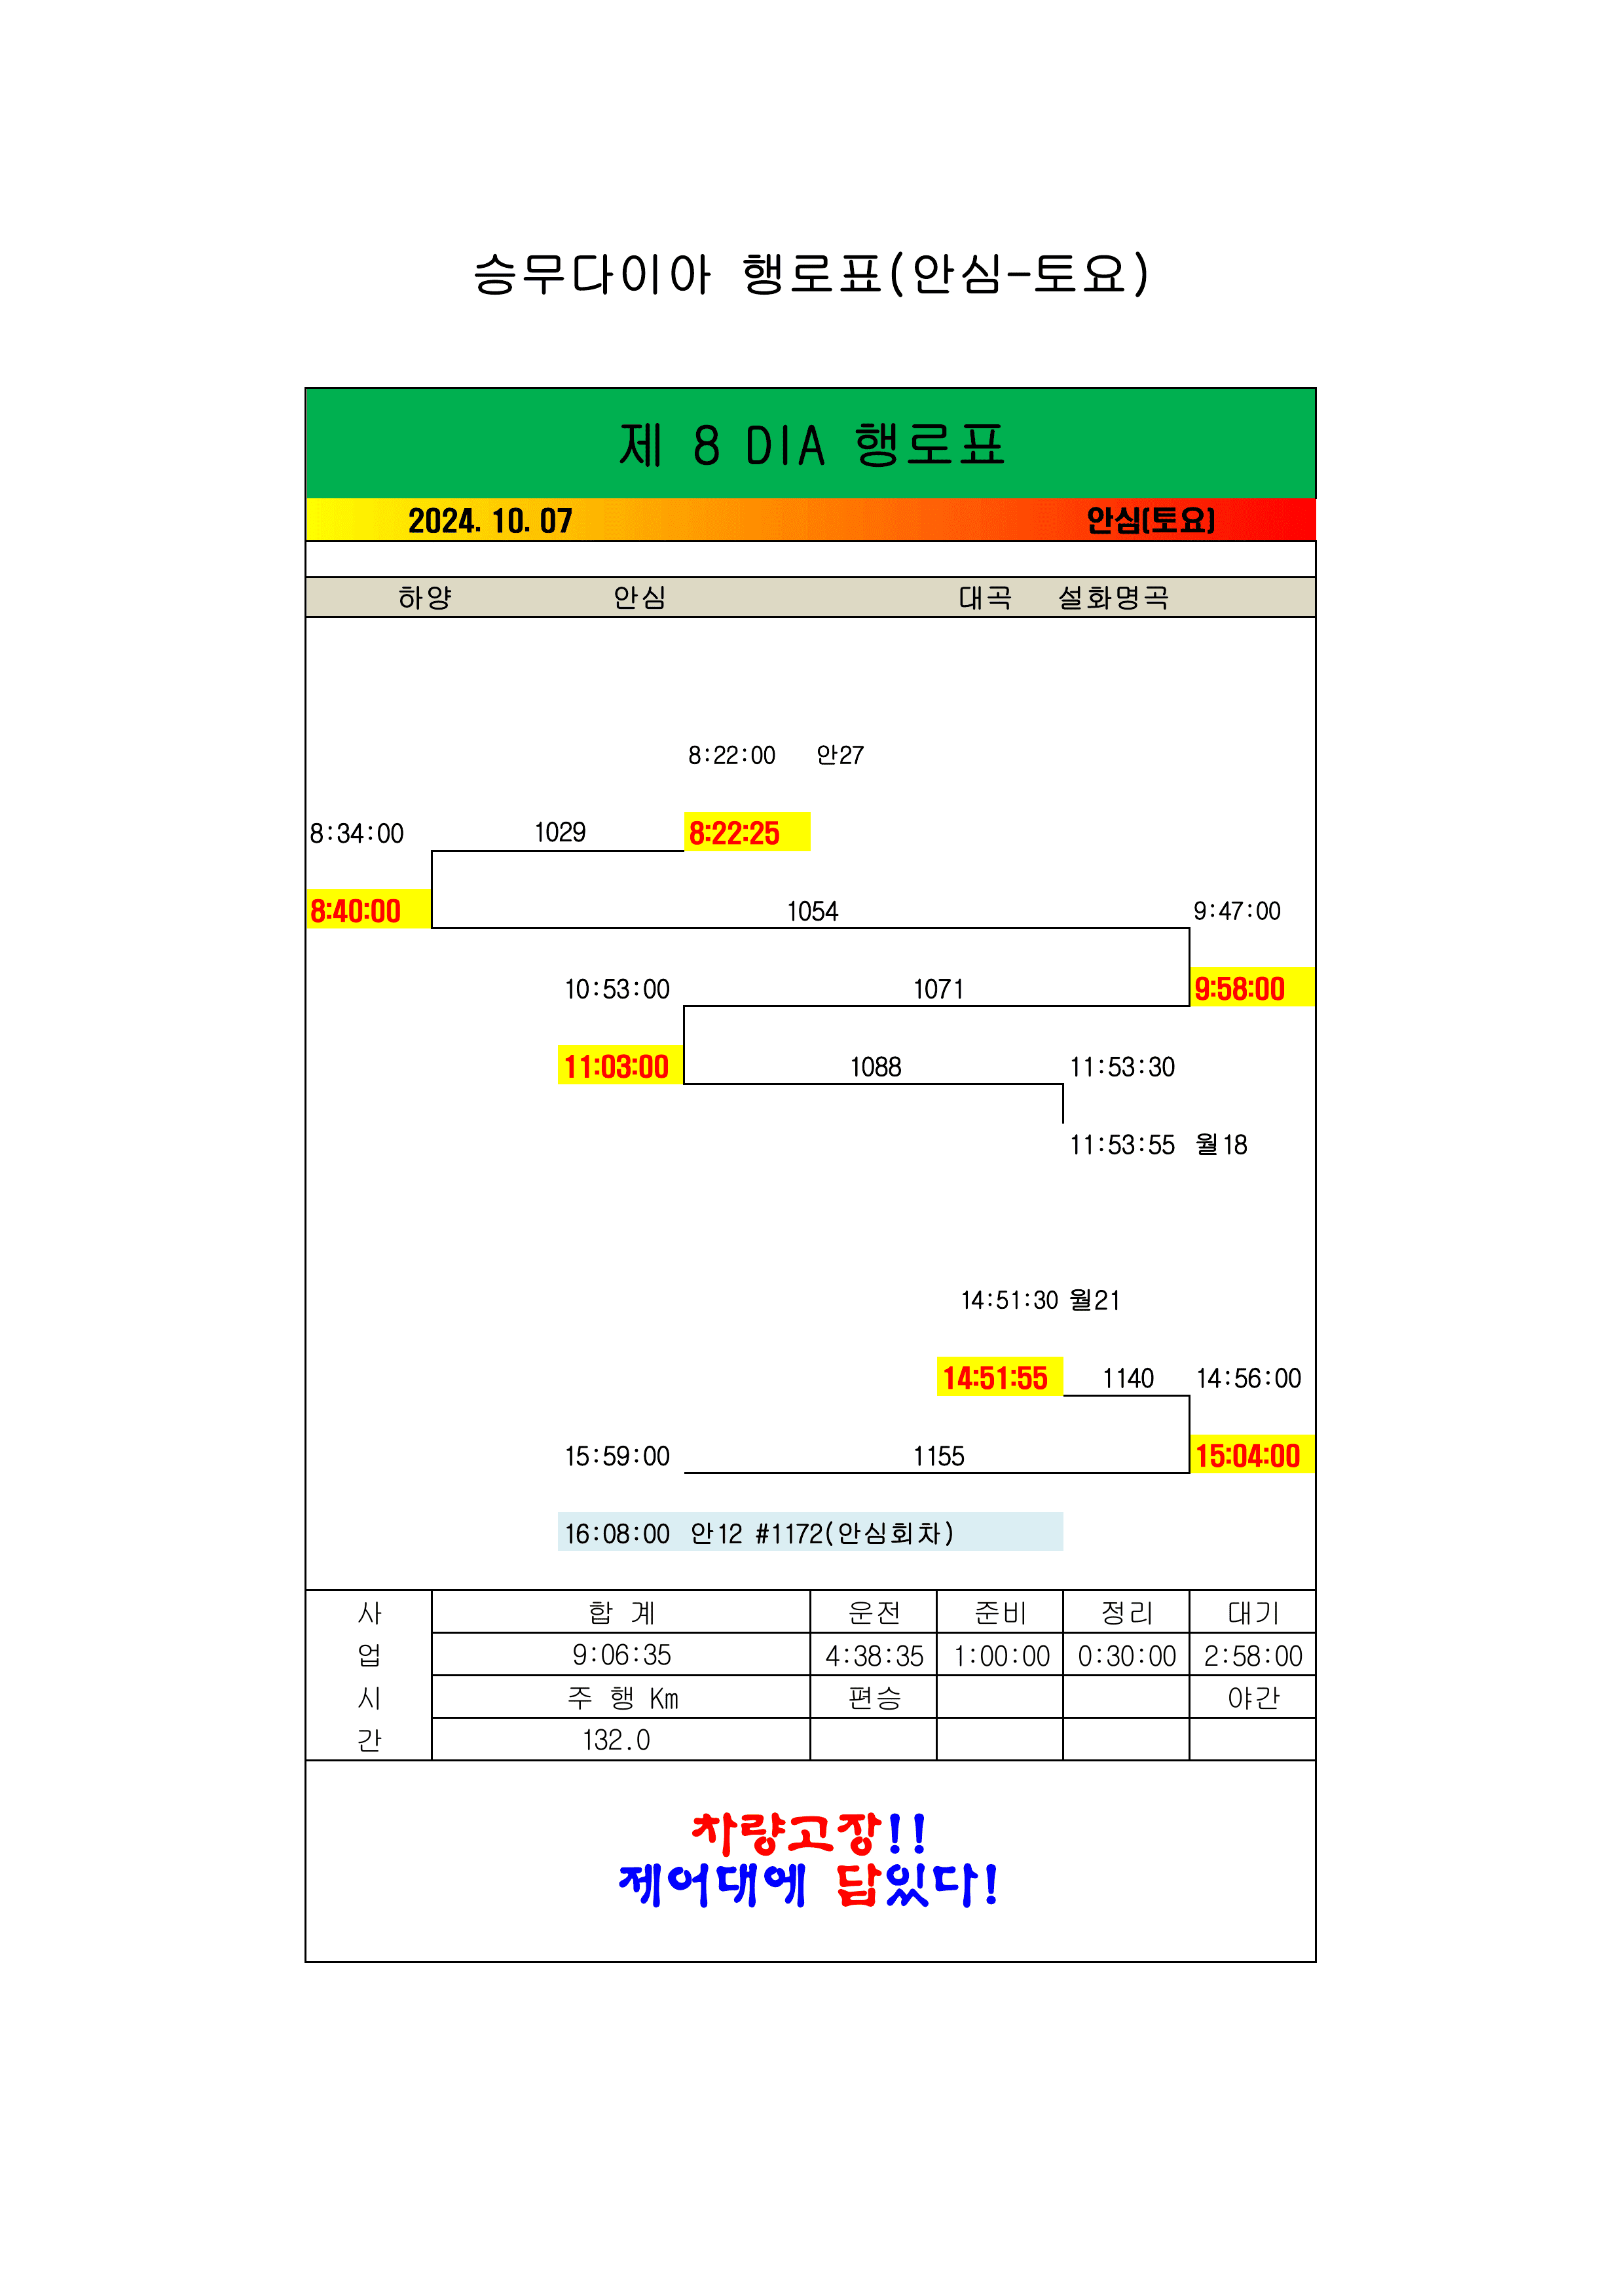 승무다이아 행로표(안심-토요)
제 8 DIA 행로표
2024. 10. 07 안심(토요)
하양 안심 대곡 설화명곡
8:22:00 안27
8:34:00 1029 8:22:25
8:40:00 1054 9:47:00
10:53:00 1071 9:58:00
11:03:00 1088 11:53:30
11:53:55 월18
14:51:30 월21
14:51:55 1140 14:56:00
15:59:00 1155 15:04:00
16:08:00 안12 #1172(안심회차)
사 합 계 운전 준비 정리 대기
업 9:06:35 4:38:35 1:00:00 0:30:00 2:58:00
시 주 행 Km 편승 야간
간 132.0
차량고장!!
제어대에 답있다!